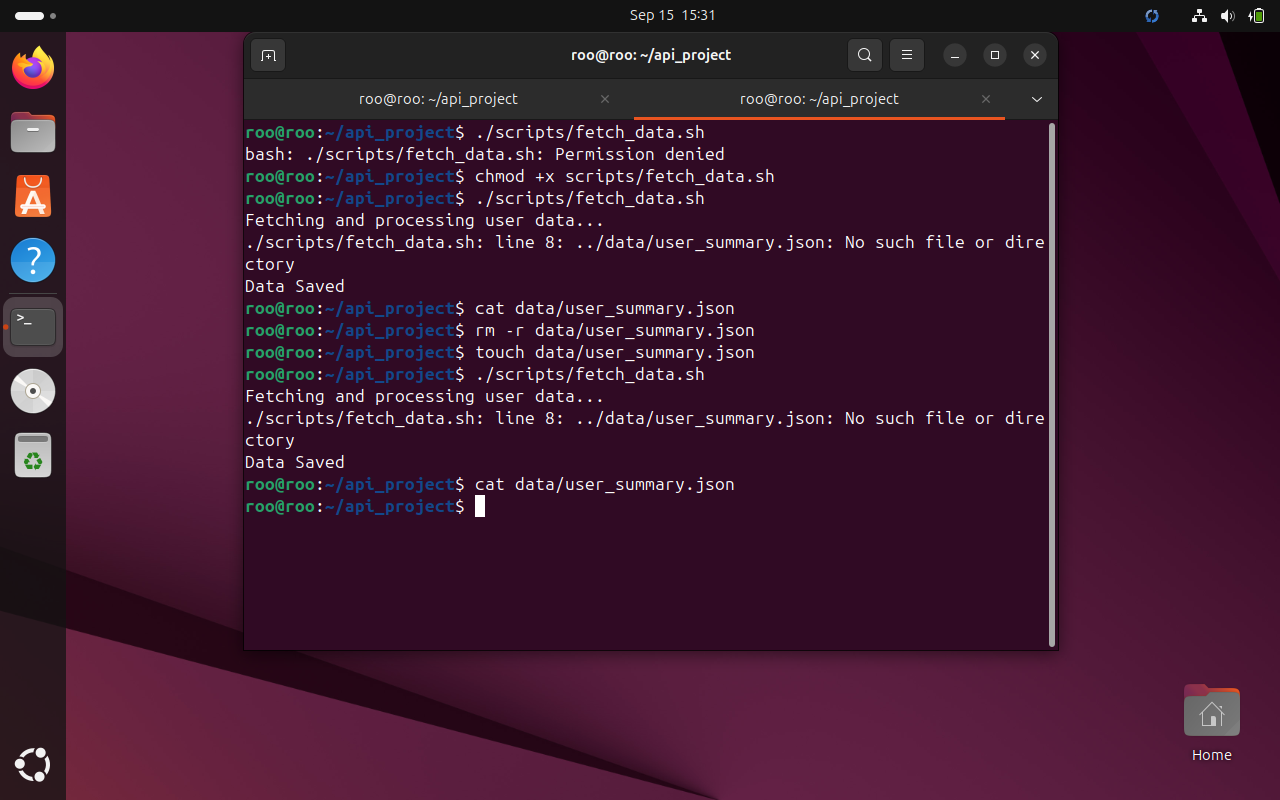 Sep 15 15:31
roo@roo: ~/api_project
roo@roo: ~/api_project
roo@roo: ~/api_project
roo@roo:~/api_project$ ./scripts/fetch_data.sh
bash: ./scripts/fetch_data.sh: Permission denied
roo@roo:~/api_project$ chmod +x scripts/fetch_data.sh
roo@roo:~/api_project$ ./scripts/fetch_data.sh
Fetching and processing user data...
./scripts/fetch_data.sh: line 8: ../data/user_summary.json: No such file or dire
ctory
Data Saved
roo@roo:~/api_project$ cat data/user_summary.json
roo@roo:~/api_project$ rm -r data/user_summary.json
roo@roo:~/api_project$ touch data/user_summary.json
roo@roo:~/api_project$ ./scripts/fetch_data.sh
Fetching and processing user data...
./scripts/fetch_data.sh: line 8: ../data/user_summary.json: No such file or dire
ctory
Data Saved
roo@roo:~/api_project$ cat data/user_summary.json
roo@roo:~/api_project$
Home